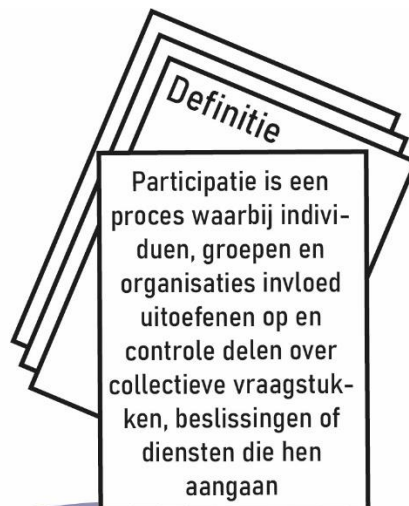 Definitie
Participatie is een
proces waarbij indivi-
duen, groepen en
organisaties invloed
uitoefenen op en
controle delen over
collectieve vraagstuk-
ken, beslissingen of
diensten die hen
aangaan